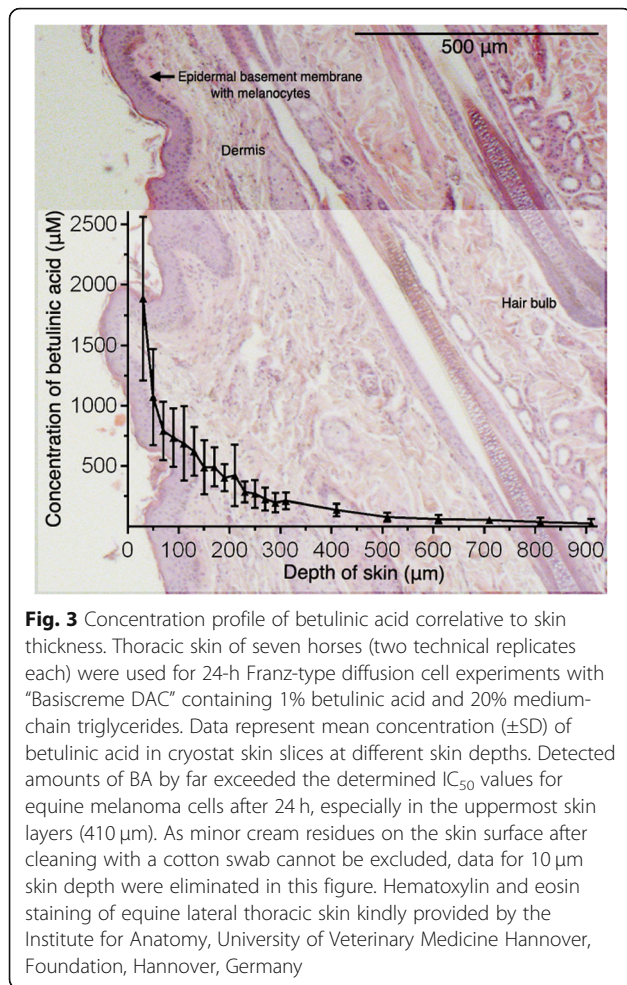 500 µm
Epidermal basement membrane
with melanocytes
Dermis
Hair bulb
Concentration of betulinic acid (µM)
2500
2000
1500
1000
500
0 100 200 300 400 500 600 700 800 900
Depth of skin (µm)
Fig. 3 Concentration profile of betulinic acid correlative to skin
thickness. Thoracic skin of seven horses (two technical replicates
each) were used for 24-h Franz-type diffusion cell experiments with
"Basiscreme DAC" containing 1% betulinic acid and 20% medium-
chain triglycerides. Data represent mean concentration (±SD) of
betulinic acid in cryostat skin slices at different skin depths. Detected
amounts of BA by far exceeded the determined IC50 values for
equine melanoma cells after 24 h, especially in the uppermost skin
layers (410 µm). As minor cream residues on the skin surface after
cleaning with a cotton swab cannot be excluded, data for 10 µm
skin depth were eliminated in this figure. Hematoxylin and eosin
staining of equine lateral thoracic skin kindly provided by the
Institute for Anatomy, University of Veterinary Medicine Hannover,
Foundation, Hannover, Germany